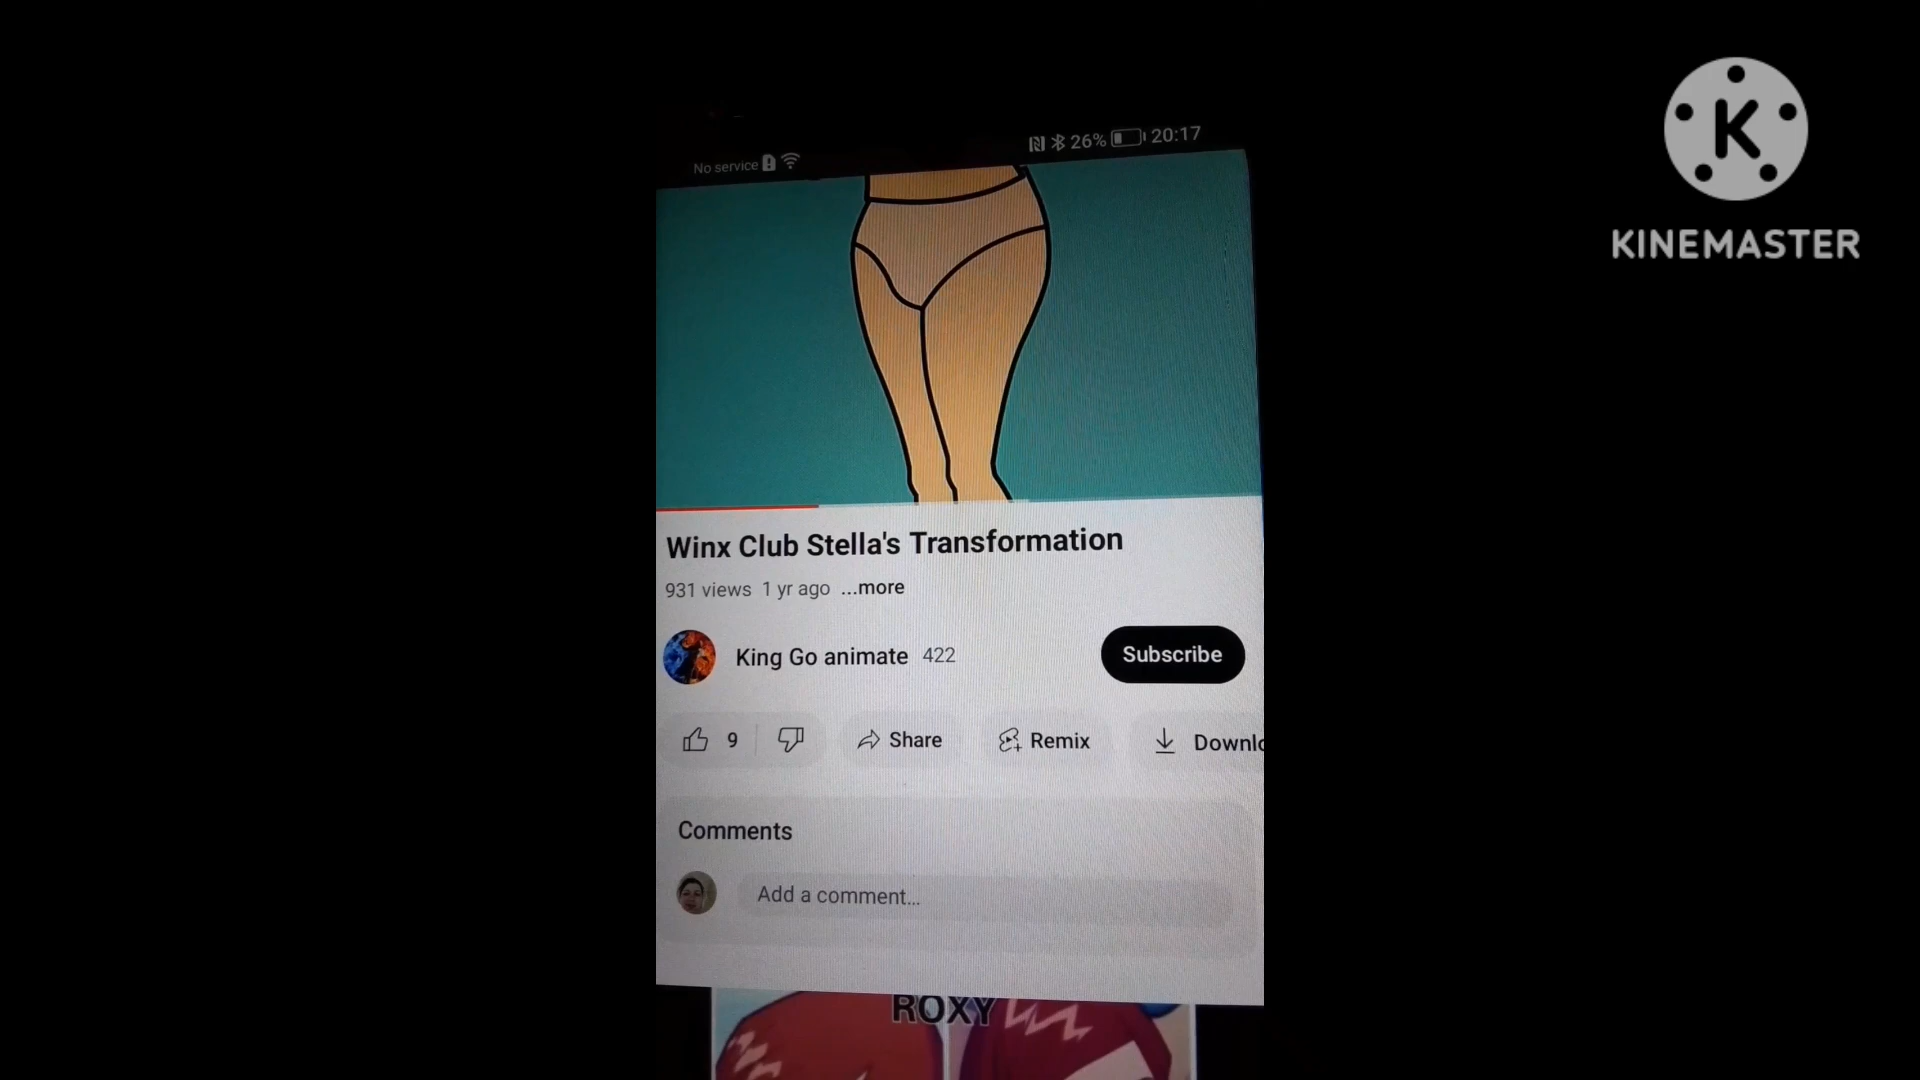 No service
26% 20:17
K
KINEMASTER
Winx Club Stella's Transformation
931 views 1 yr ago ...more
King Go animate 422
Subscribe
9 Share Remix Downlo
Comments
Add a comment...
ROXY